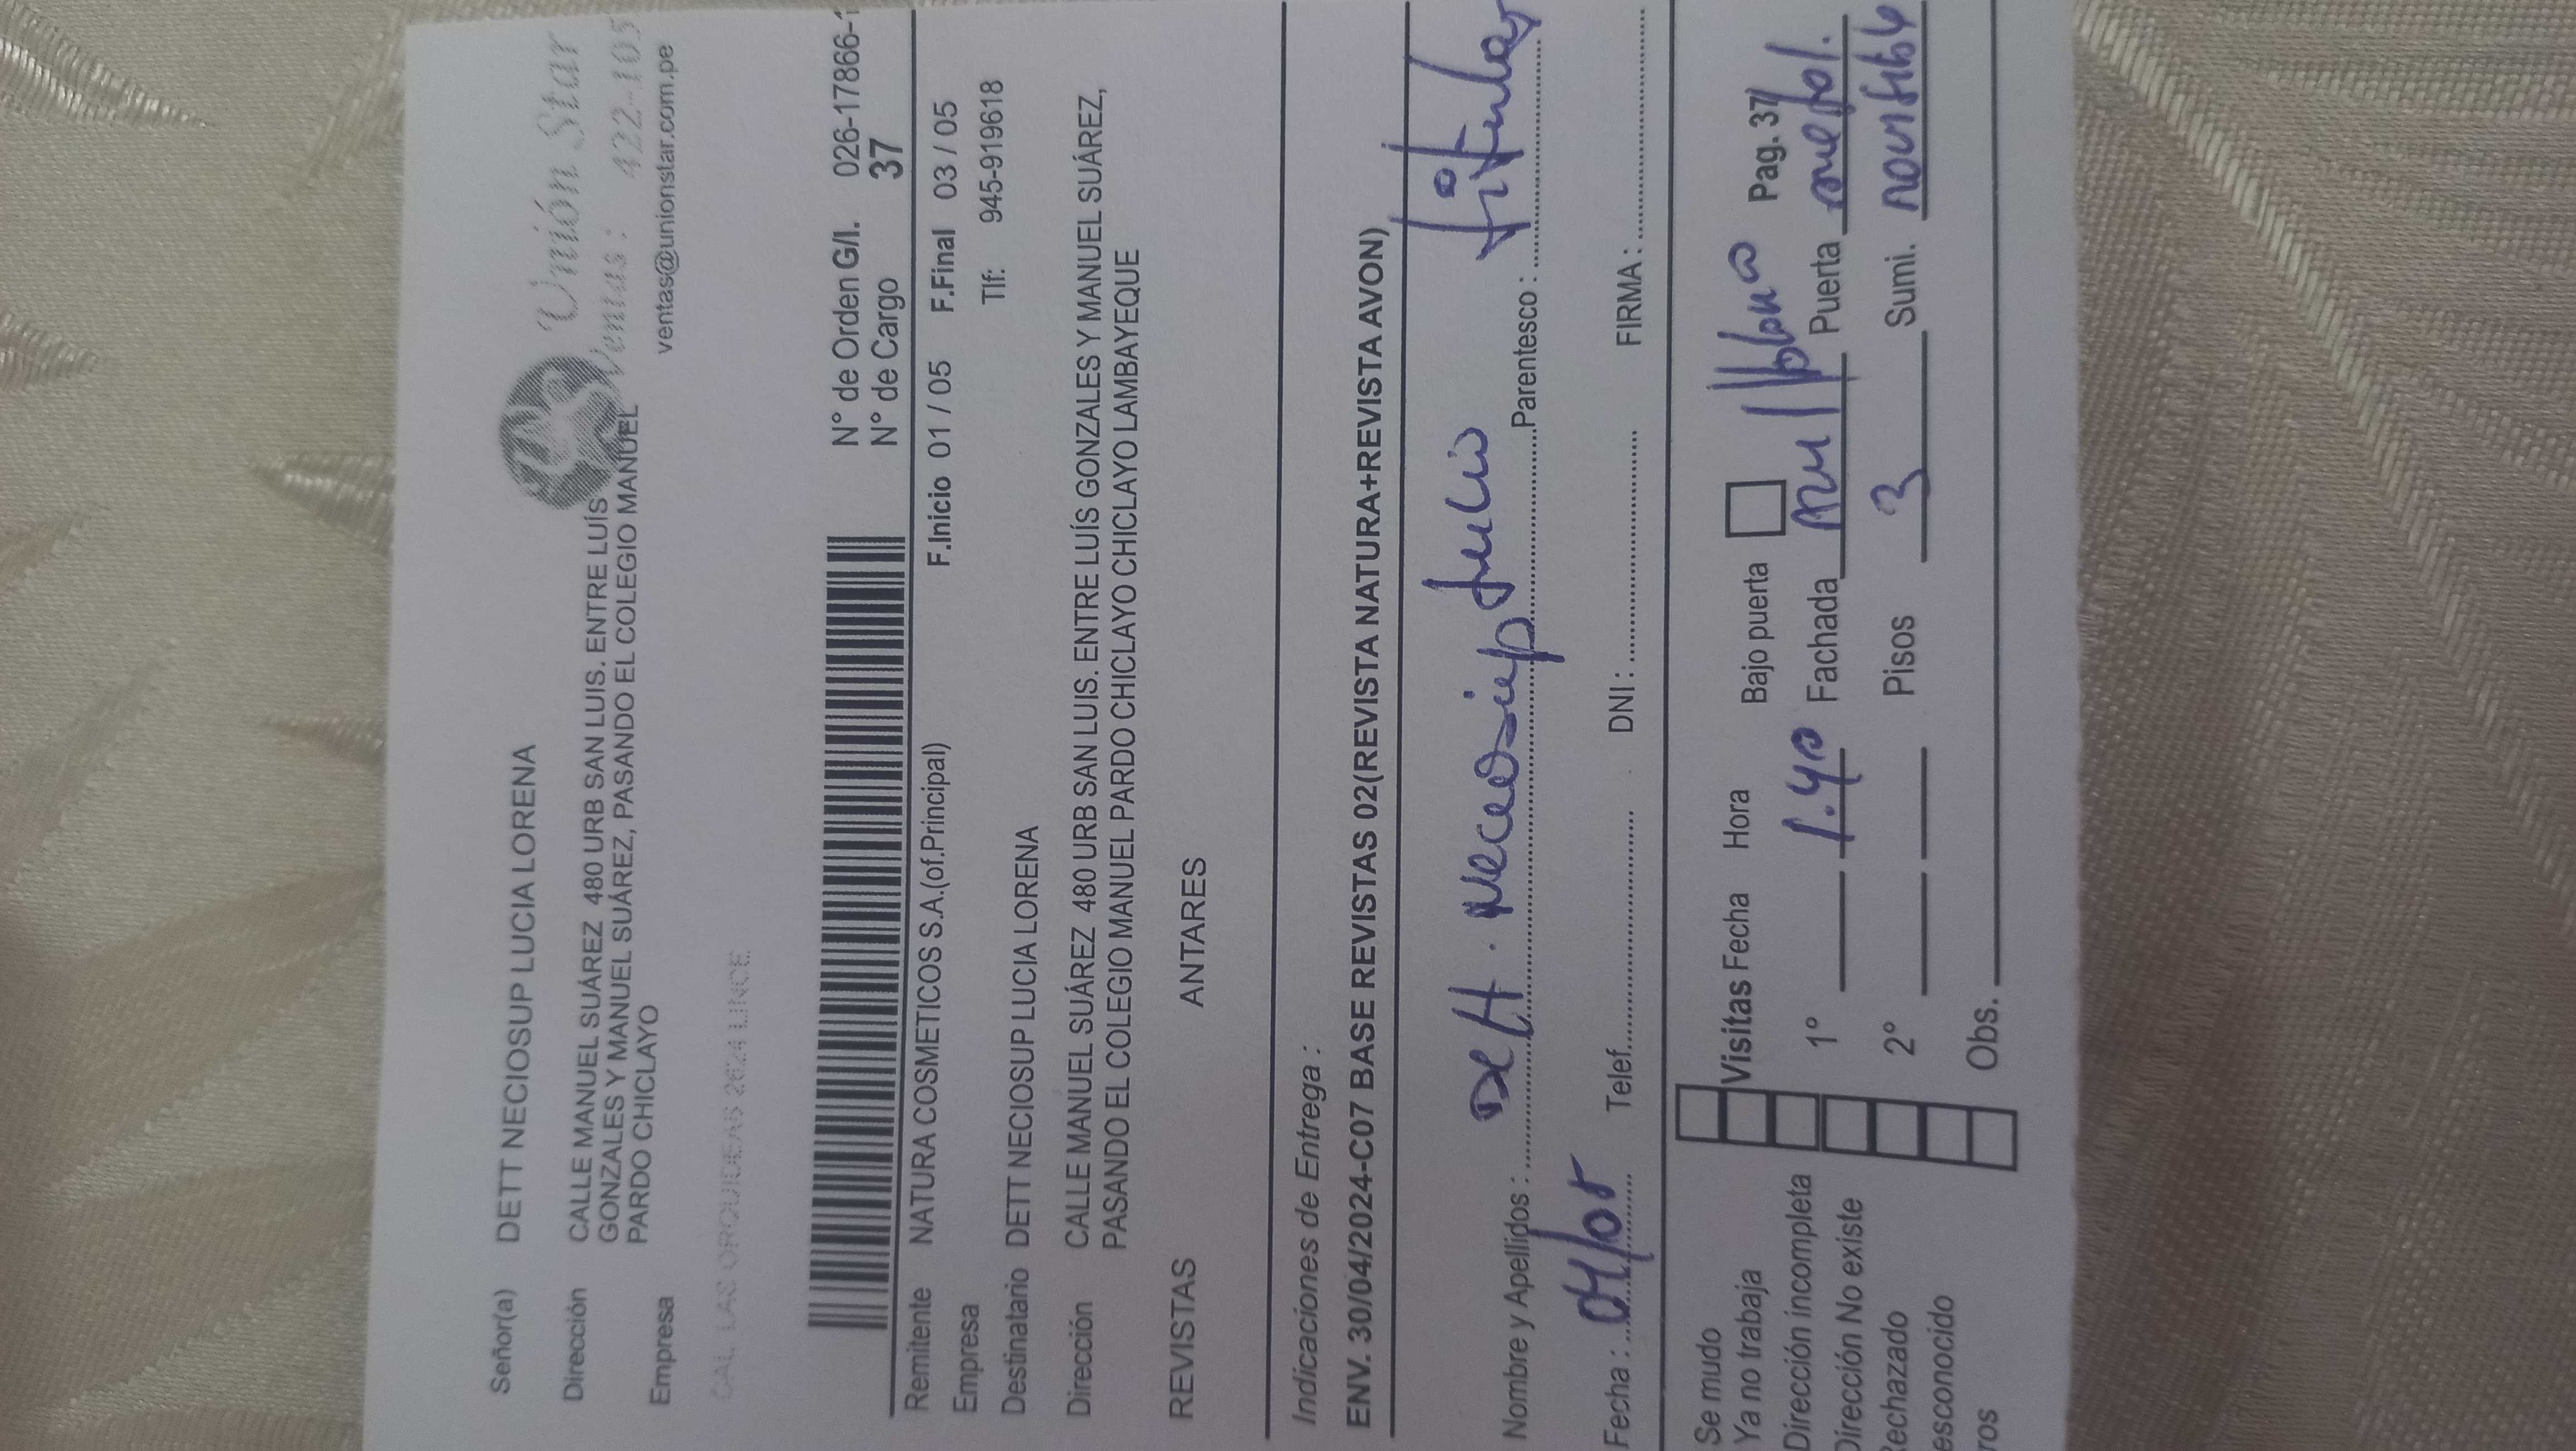 Unión Star
Ventas : 422-105
ventas@unionstar.com.pe
Señor(a) DETT NECIOSUP LUCIA LORENA
Dirección CALLE MANUEL SUÁREZ 480 URB SAN LUIS. ENTRE LUÍS
GONZALES Y MANUEL SUÁREZ, PASANDO EL COLEGIO MANUEL
Empresa PARDO CHICLAYO
CAL. LAS ORQUIDEAS 2624 LINCE
N° de Orden G/I. 026-17866-1
N° de Cargo 37
Remitente NATURA COSMETICOS S.A.(of.Principal) F.Inicio 01 / 05 F.Final 03 / 05
Empresa Tlf: 945-919618
Destinatario DETT NECIOSUP LUCIA LORENA
Dirección CALLE MANUEL SUÁREZ 480 URB SAN LUIS. ENTRE LUÍS GONZALES Y MANUEL SUÁREZ,
PASANDO EL COLEGIO MANUEL PARDO CHICLAYO CHICLAYO LAMBAYEQUE
REVISTAS ANTARES
Indicaciones de Entrega :
ENV. 30/04/2024-C07 BASE REVISTAS 02(REVISTA NATURA+REVISTA AVON)
Nombre y Apellidos : Dett. Neciosup Parentesco : titular
Fecha : 04/05 Telef. DNI : FIRMA :
Se mudo
Ya no trabaja Visitas Fecha Hora Bajo puerta Pag. 37
Dirección incompleta 1° 1.40 Fachada blanco Puerta metal.
Dirección No existe
Rechazado 2° Pisos 3 Sumi.
esconocido
ros Obs.